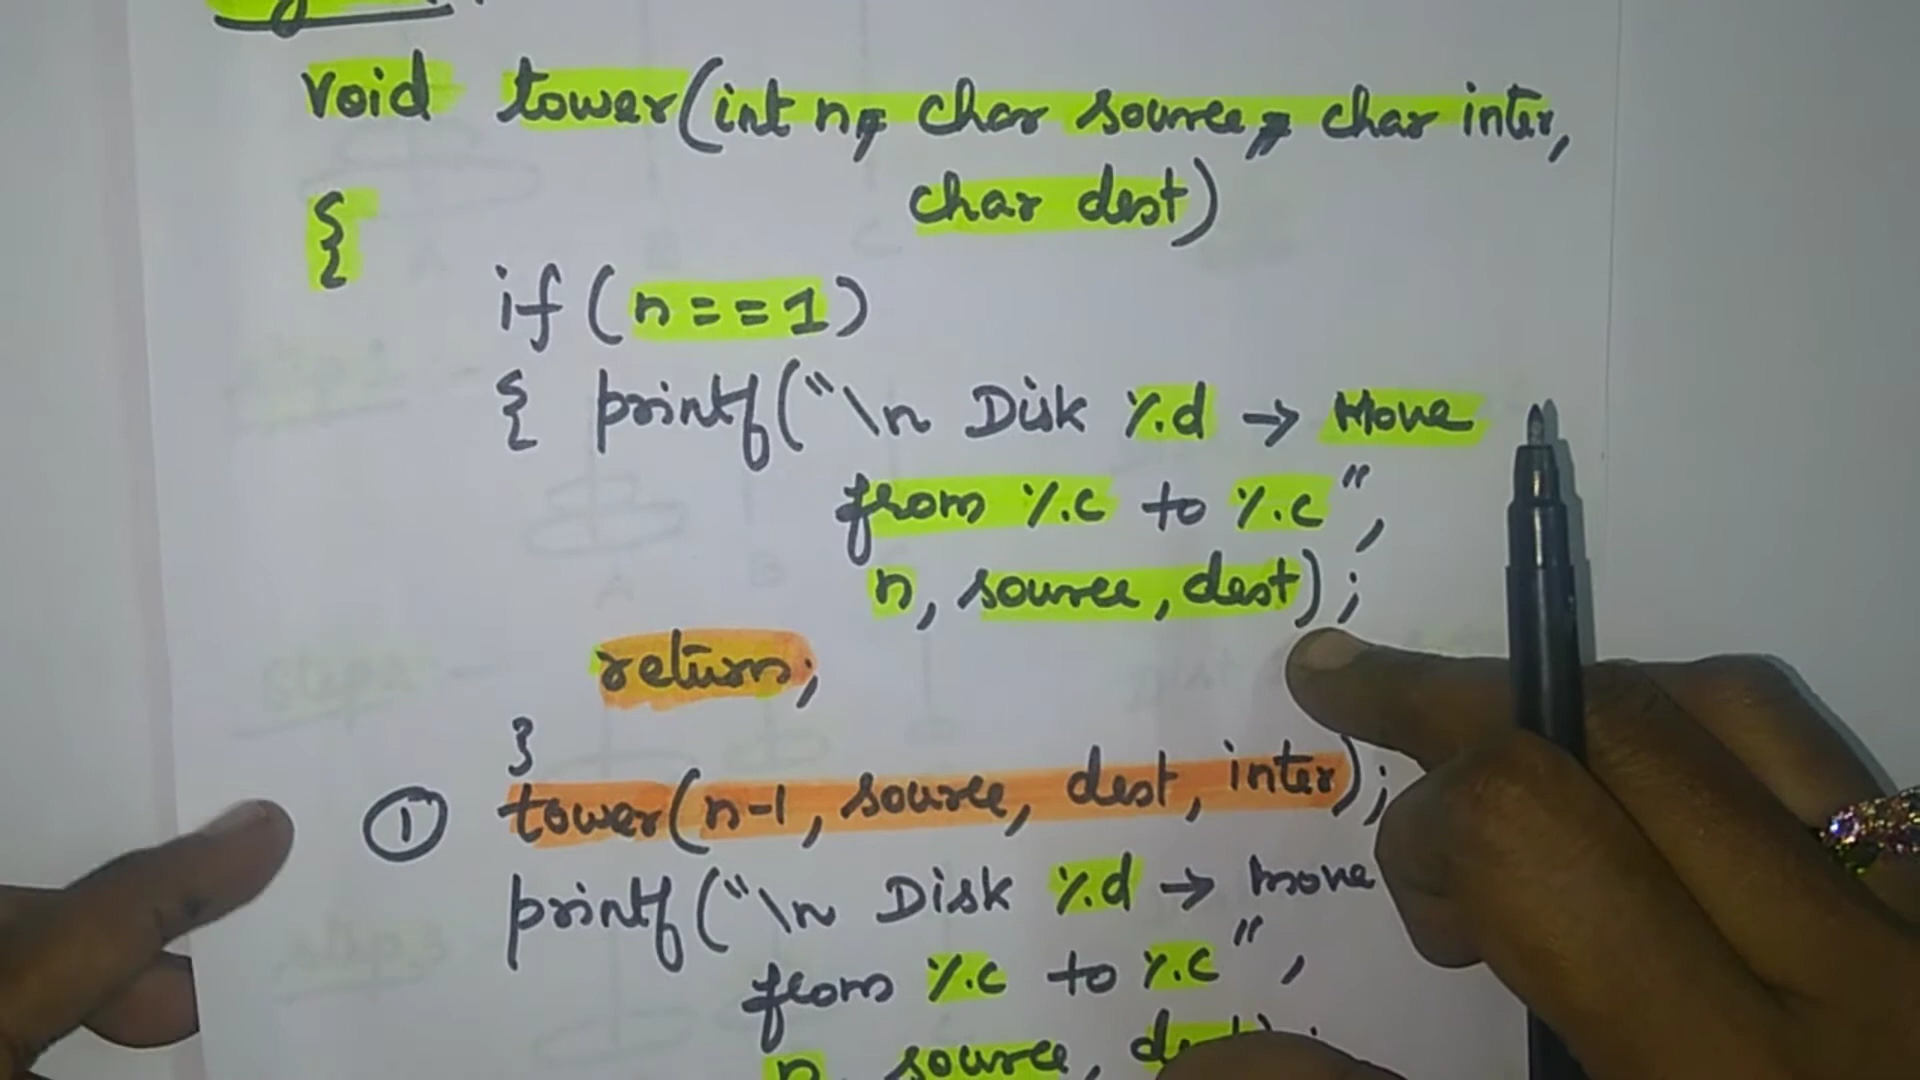 void tower(int n, char source, char inter,
char dest)
{
if (n==1)
{ printf("\n Disk %d → Move
from %c to %c",
n, source, dest);
return;
}
① tower(n-1, source, dest, inter);
printf("\n Disk %d → move
from %c to %c",
n, source,